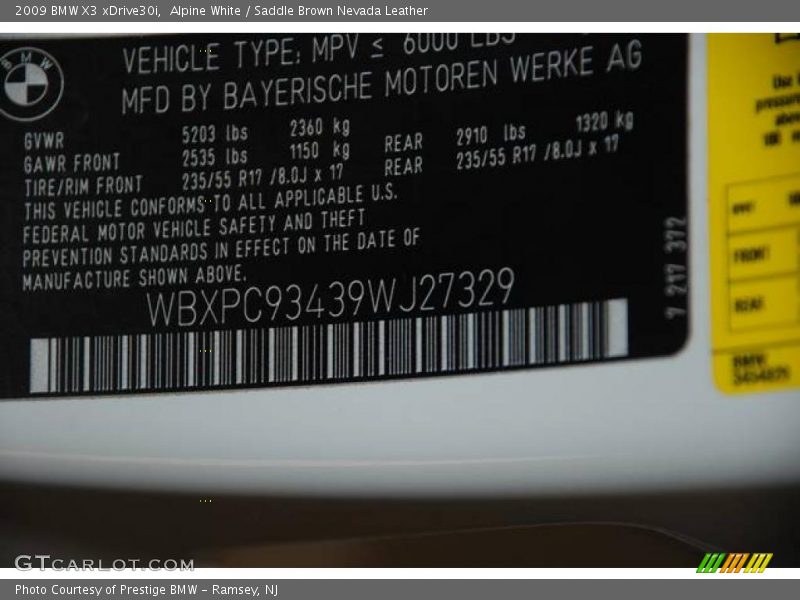 2009 BMW X3 xDrive30i, Alpine White / Saddle Brown Nevada Leather
BMW
VEHICLE TYPE: MPV ≤ 6000 LBS
MFD BY BAYERISCHE MOTOREN WERKE AG
GVWR 5203 lbs 2360 kg
GAWR FRONT 2535 lbs 1150 kg REAR 2910 lbs 1320 kg
TIRE/RIM FRONT 235/55 R17 /8.0J x 17 REAR 235/55 R17 /8.0J x 17
THIS VEHICLE CONFORMS TO ALL APPLICABLE U.S.
FEDERAL MOTOR VEHICLE SAFETY AND THEFT
PREVENTION STANDARDS IN EFFECT ON THE DATE OF
MANUFACTURE SHOWN ABOVE.
WBXPC93439WJ27329
7 217 372
FRONT
REAR
BMW
GTCARLOT.COM
Photo Courtesy of Prestige BMW - Ramsey, NJ